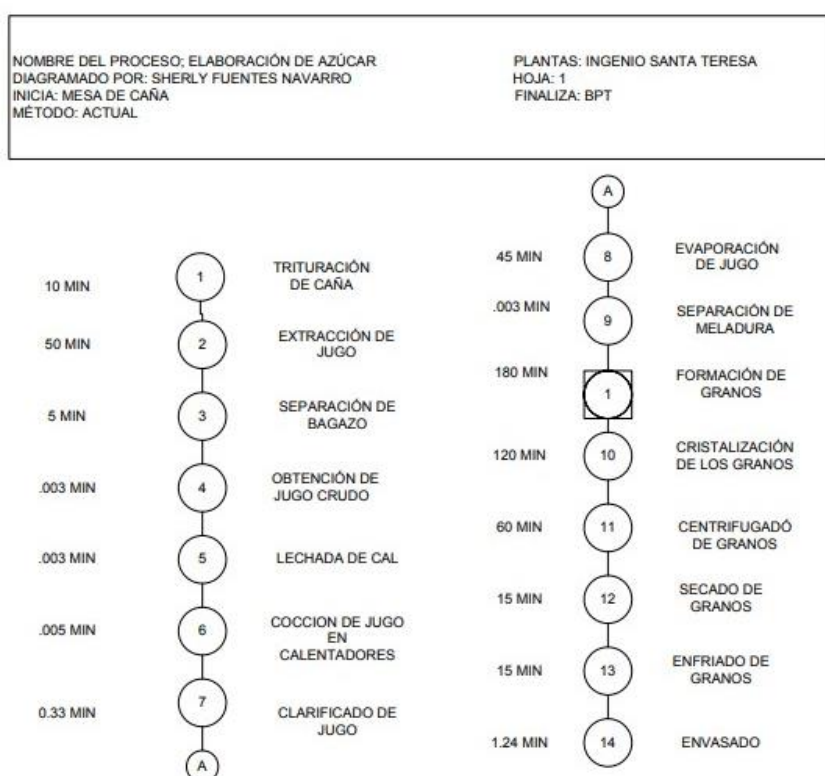 NOMBRE DEL PROCESO; ELABORACIÓN DE AZÚCAR
DIAGRAMADO POR: SHERLY FUENTES NAVARRO
INICIA: MESA DE CAÑA
MÉTODO: ACTUAL
PLANTAS: INGENIO SANTA TERESA
HOJA: 1
FINALIZA: BPT
10 MIN
1
TRITURACIÓN
DE CAÑA
50 MIN
2
EXTRACCIÓN DE
JUGO
5 MIN
3
SEPARACIÓN DE
BAGAZO
.003 MIN
4
OBTENCIÓN DE
JUGO CRUDO
.003 MIN
5
LECHADA DE CAL
.005 MIN
6
COCCION DE JUGO
EN
CALENTADORES
0.33 MIN
7
CLARIFICADO DE
JUGO
A
A
45 MIN
8
EVAPORACIÓN
DE JUGO
.003 MIN
9
SEPARACIÓN DE
MELADURA
180 MIN
1
FORMACIÓN DE
GRANOS
120 MIN
10
CRISTALIZACIÓN
DE LOS GRANOS
60 MIN
11
CENTRIFUGADÓ
DE GRANOS
15 MIN
12
SECADO DE
GRANOS
15 MIN
13
ENFRIADO DE
GRANOS
1.24 MIN
14
ENVASADO